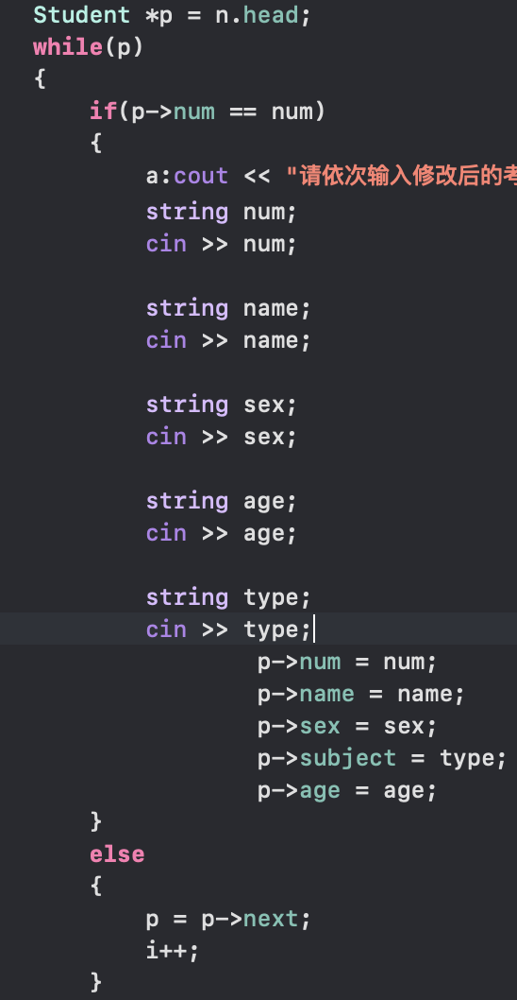 Student *p = n.head;
while(p)
{
if(p->num == num)
{
a:cout << "请依次输入修改后的考
string num;
cin >> num;
string name;
cin >> name;
string sex;
cin >> sex;
string age;
cin >> age;
string type;
cin >> type;
p->num = num;
p->name = name;
p->sex = sex;
p->subject = type;
p->age = age;
}
else
{
p = p->next;
i++;
}